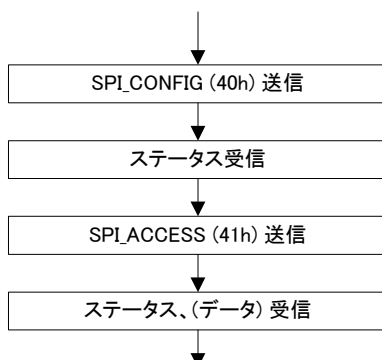 SPI_CONFIG (40h) 送信
ステータス受信
SPI_ACCESS (41h) 送信
ステータス、(データ) 受信